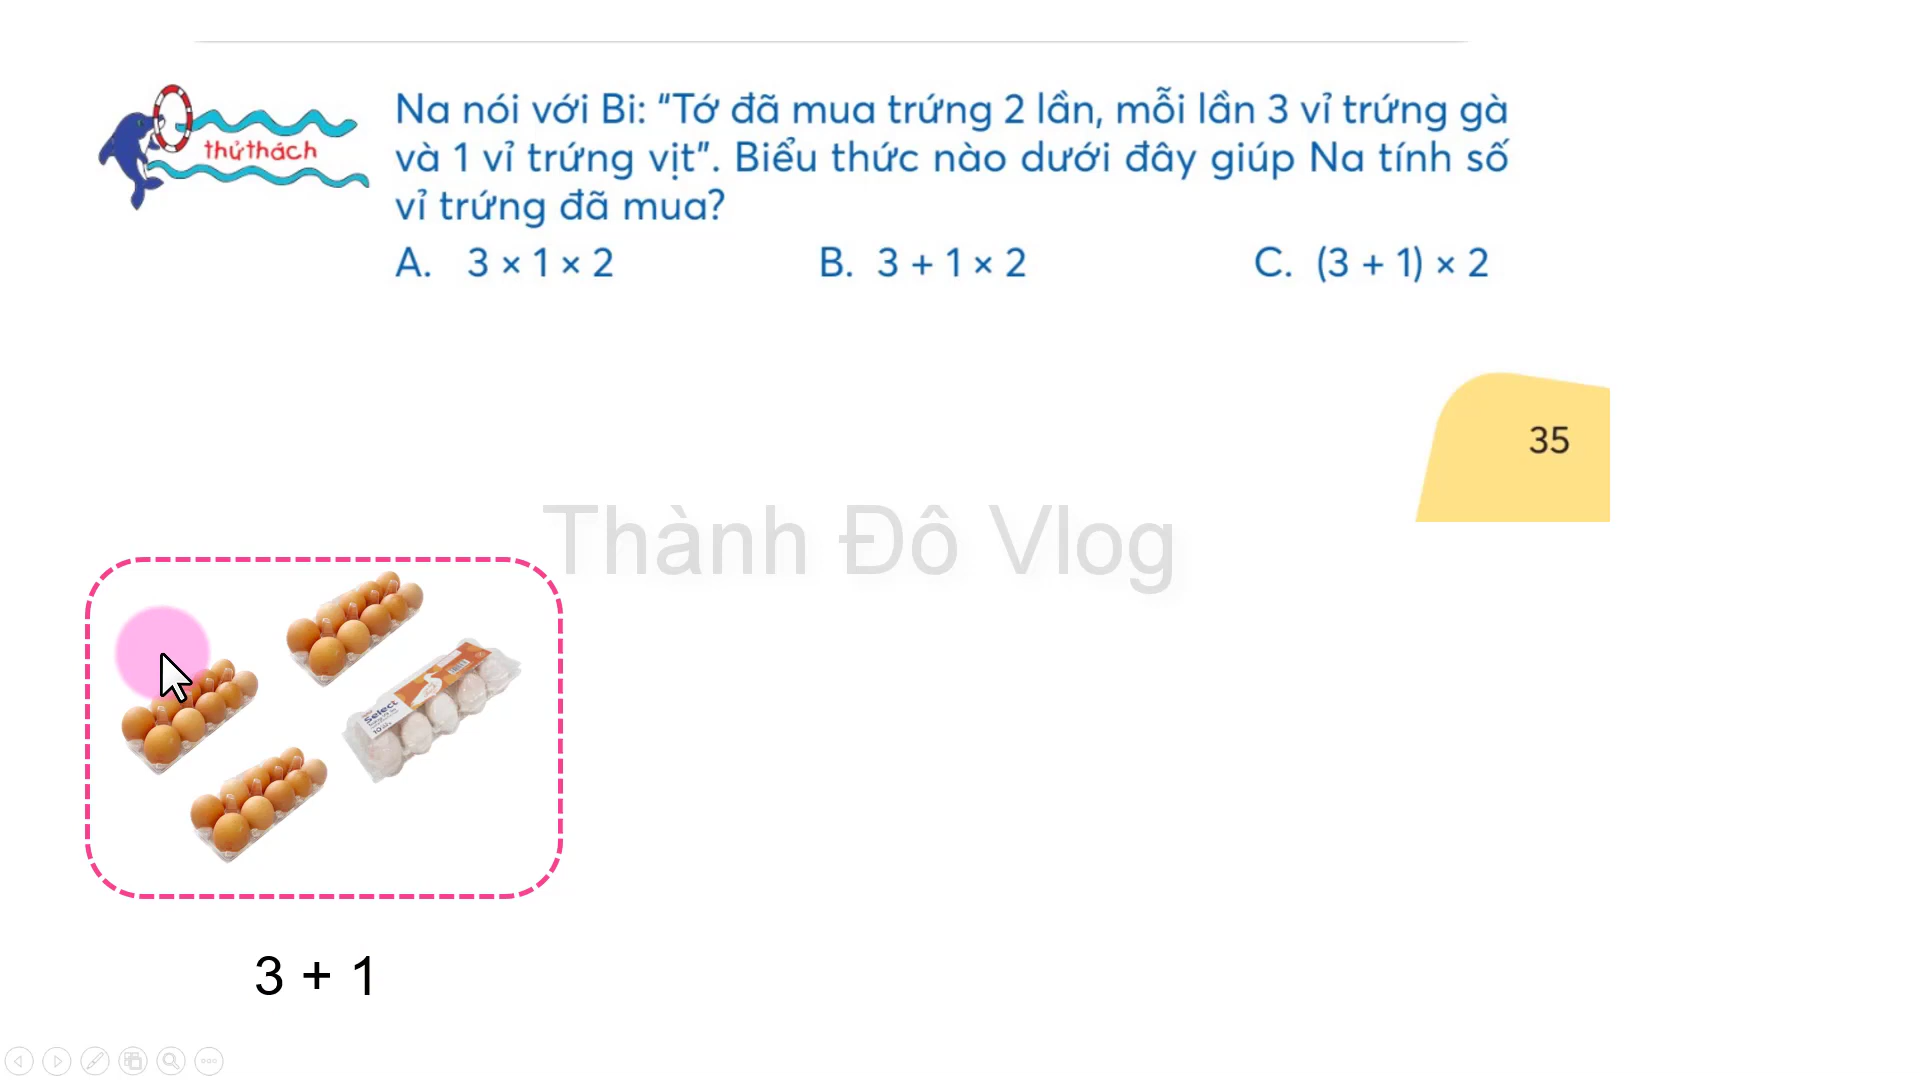 Na nói với Bi: “Tớ đã mua trứng 2 lần, mỗi lần 3 vỉ trứng gà
thử thách
và 1 vỉ trứng vịt”. Biểu thức nào dưới đây giúp Na tính số
vỉ trứng đã mua?
A. 3 × 1 × 2 B. 3 + 1 × 2 C. (3 + 1) × 2
35
Thành Đô Vlog
Select
10
3 + 1